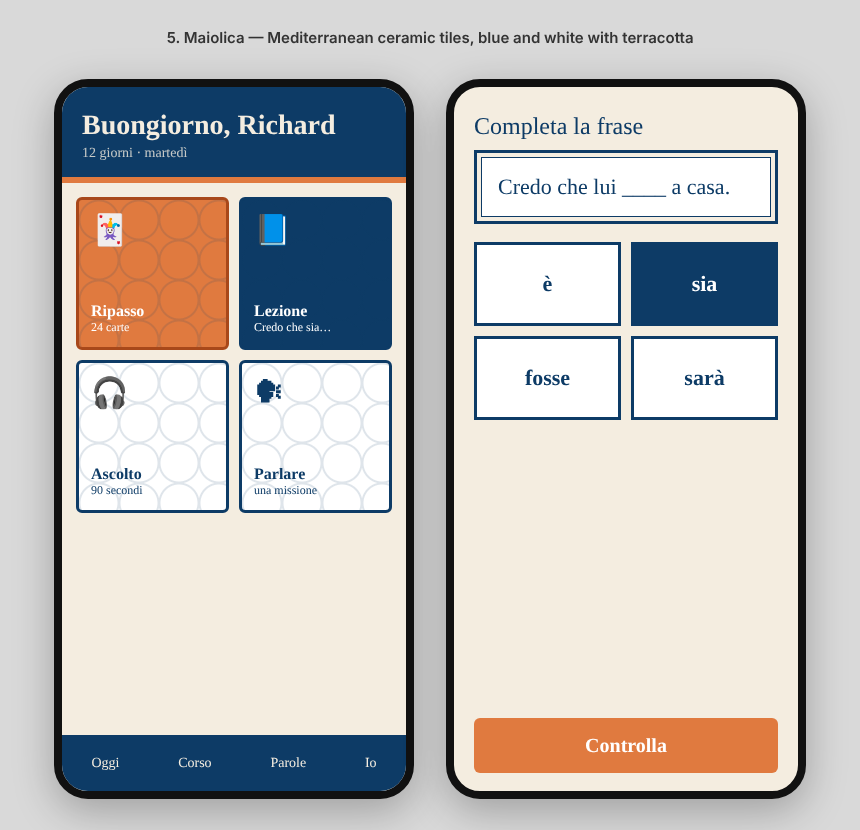 5. Maiolica — Mediterranean ceramic tiles, blue and white with terracotta
Buongiorno, Richard
12 giorni · martedì
Ripasso
24 carte
Lezione
Credo che sia…
Ascolto
90 secondi
Parlare
una missione
Oggi Corso Parole Io
Completa la frase
Credo che lui ____ a casa.
è
sia
fosse
sarà
Controlla